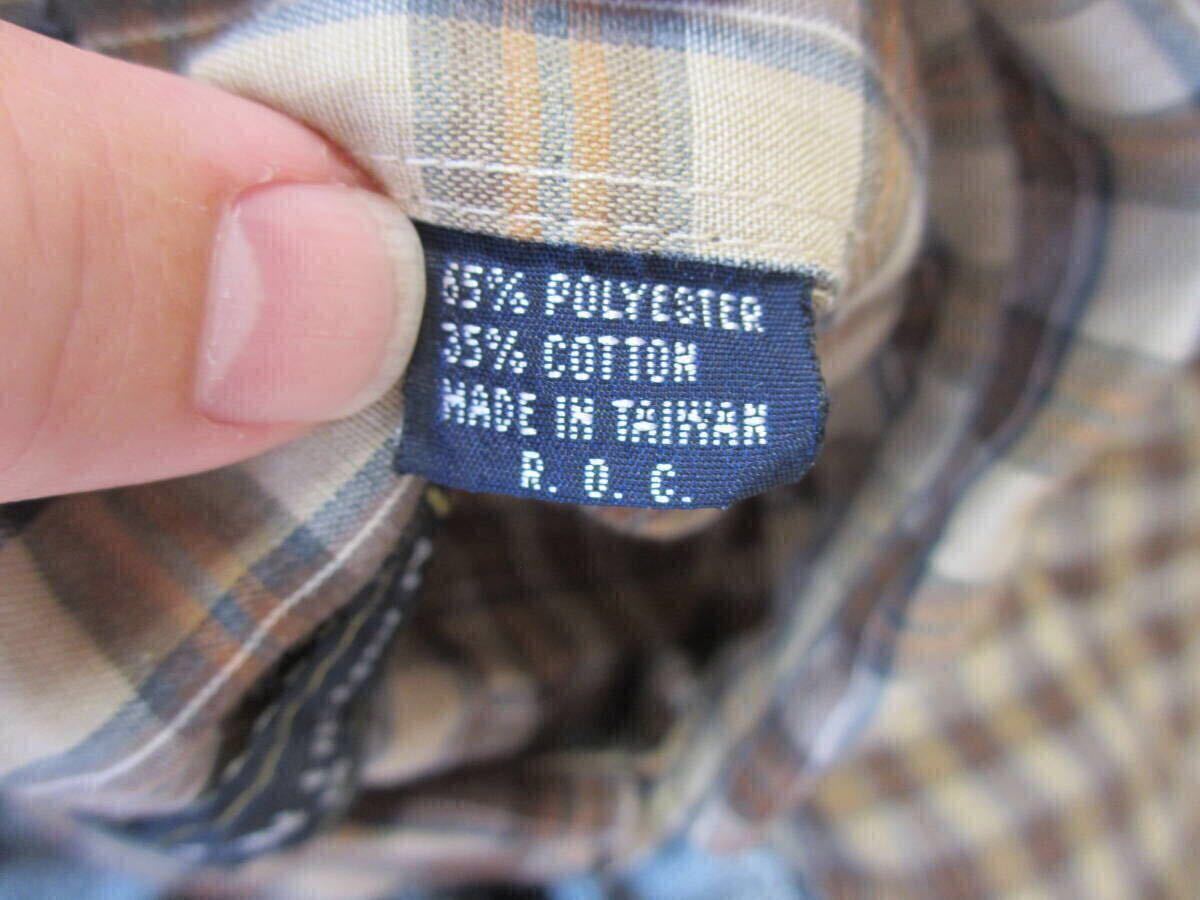 65% POLYESTER
35% COTTON
MADE IN TAIWAN
R. O. C.